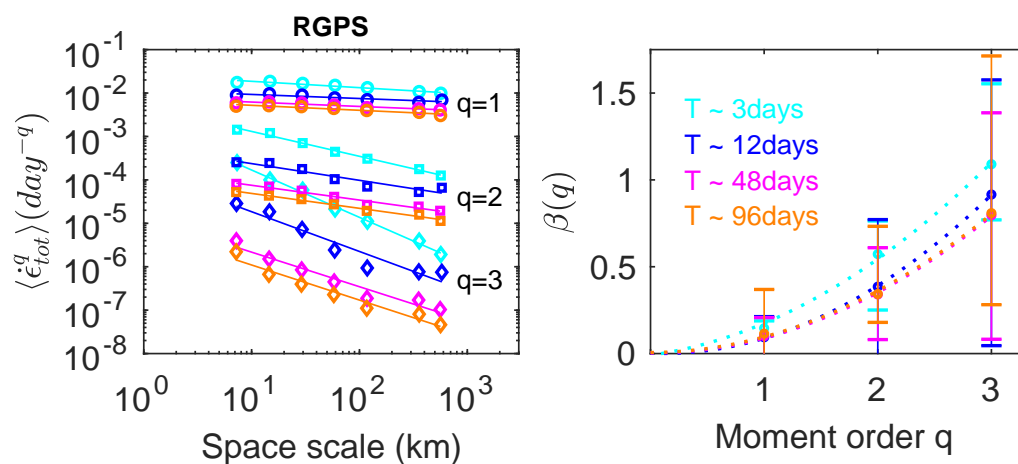 RGPS
10^{-1}
10^{-2}
10^{-3}
10^{-4}
10^{-5}
10^{-6}
10^{-7}
10^{-8}
⟨ε̇^q_{tot}⟩(day^{-q})
q=1
q=2
q=3
10^0 10^1 10^2 10^3
Space scale (km)
1.5
1
0.5
0
β(q)
T ~ 3days
T ~ 12days
T ~ 48days
T ~ 96days
1 2 3
Moment order q